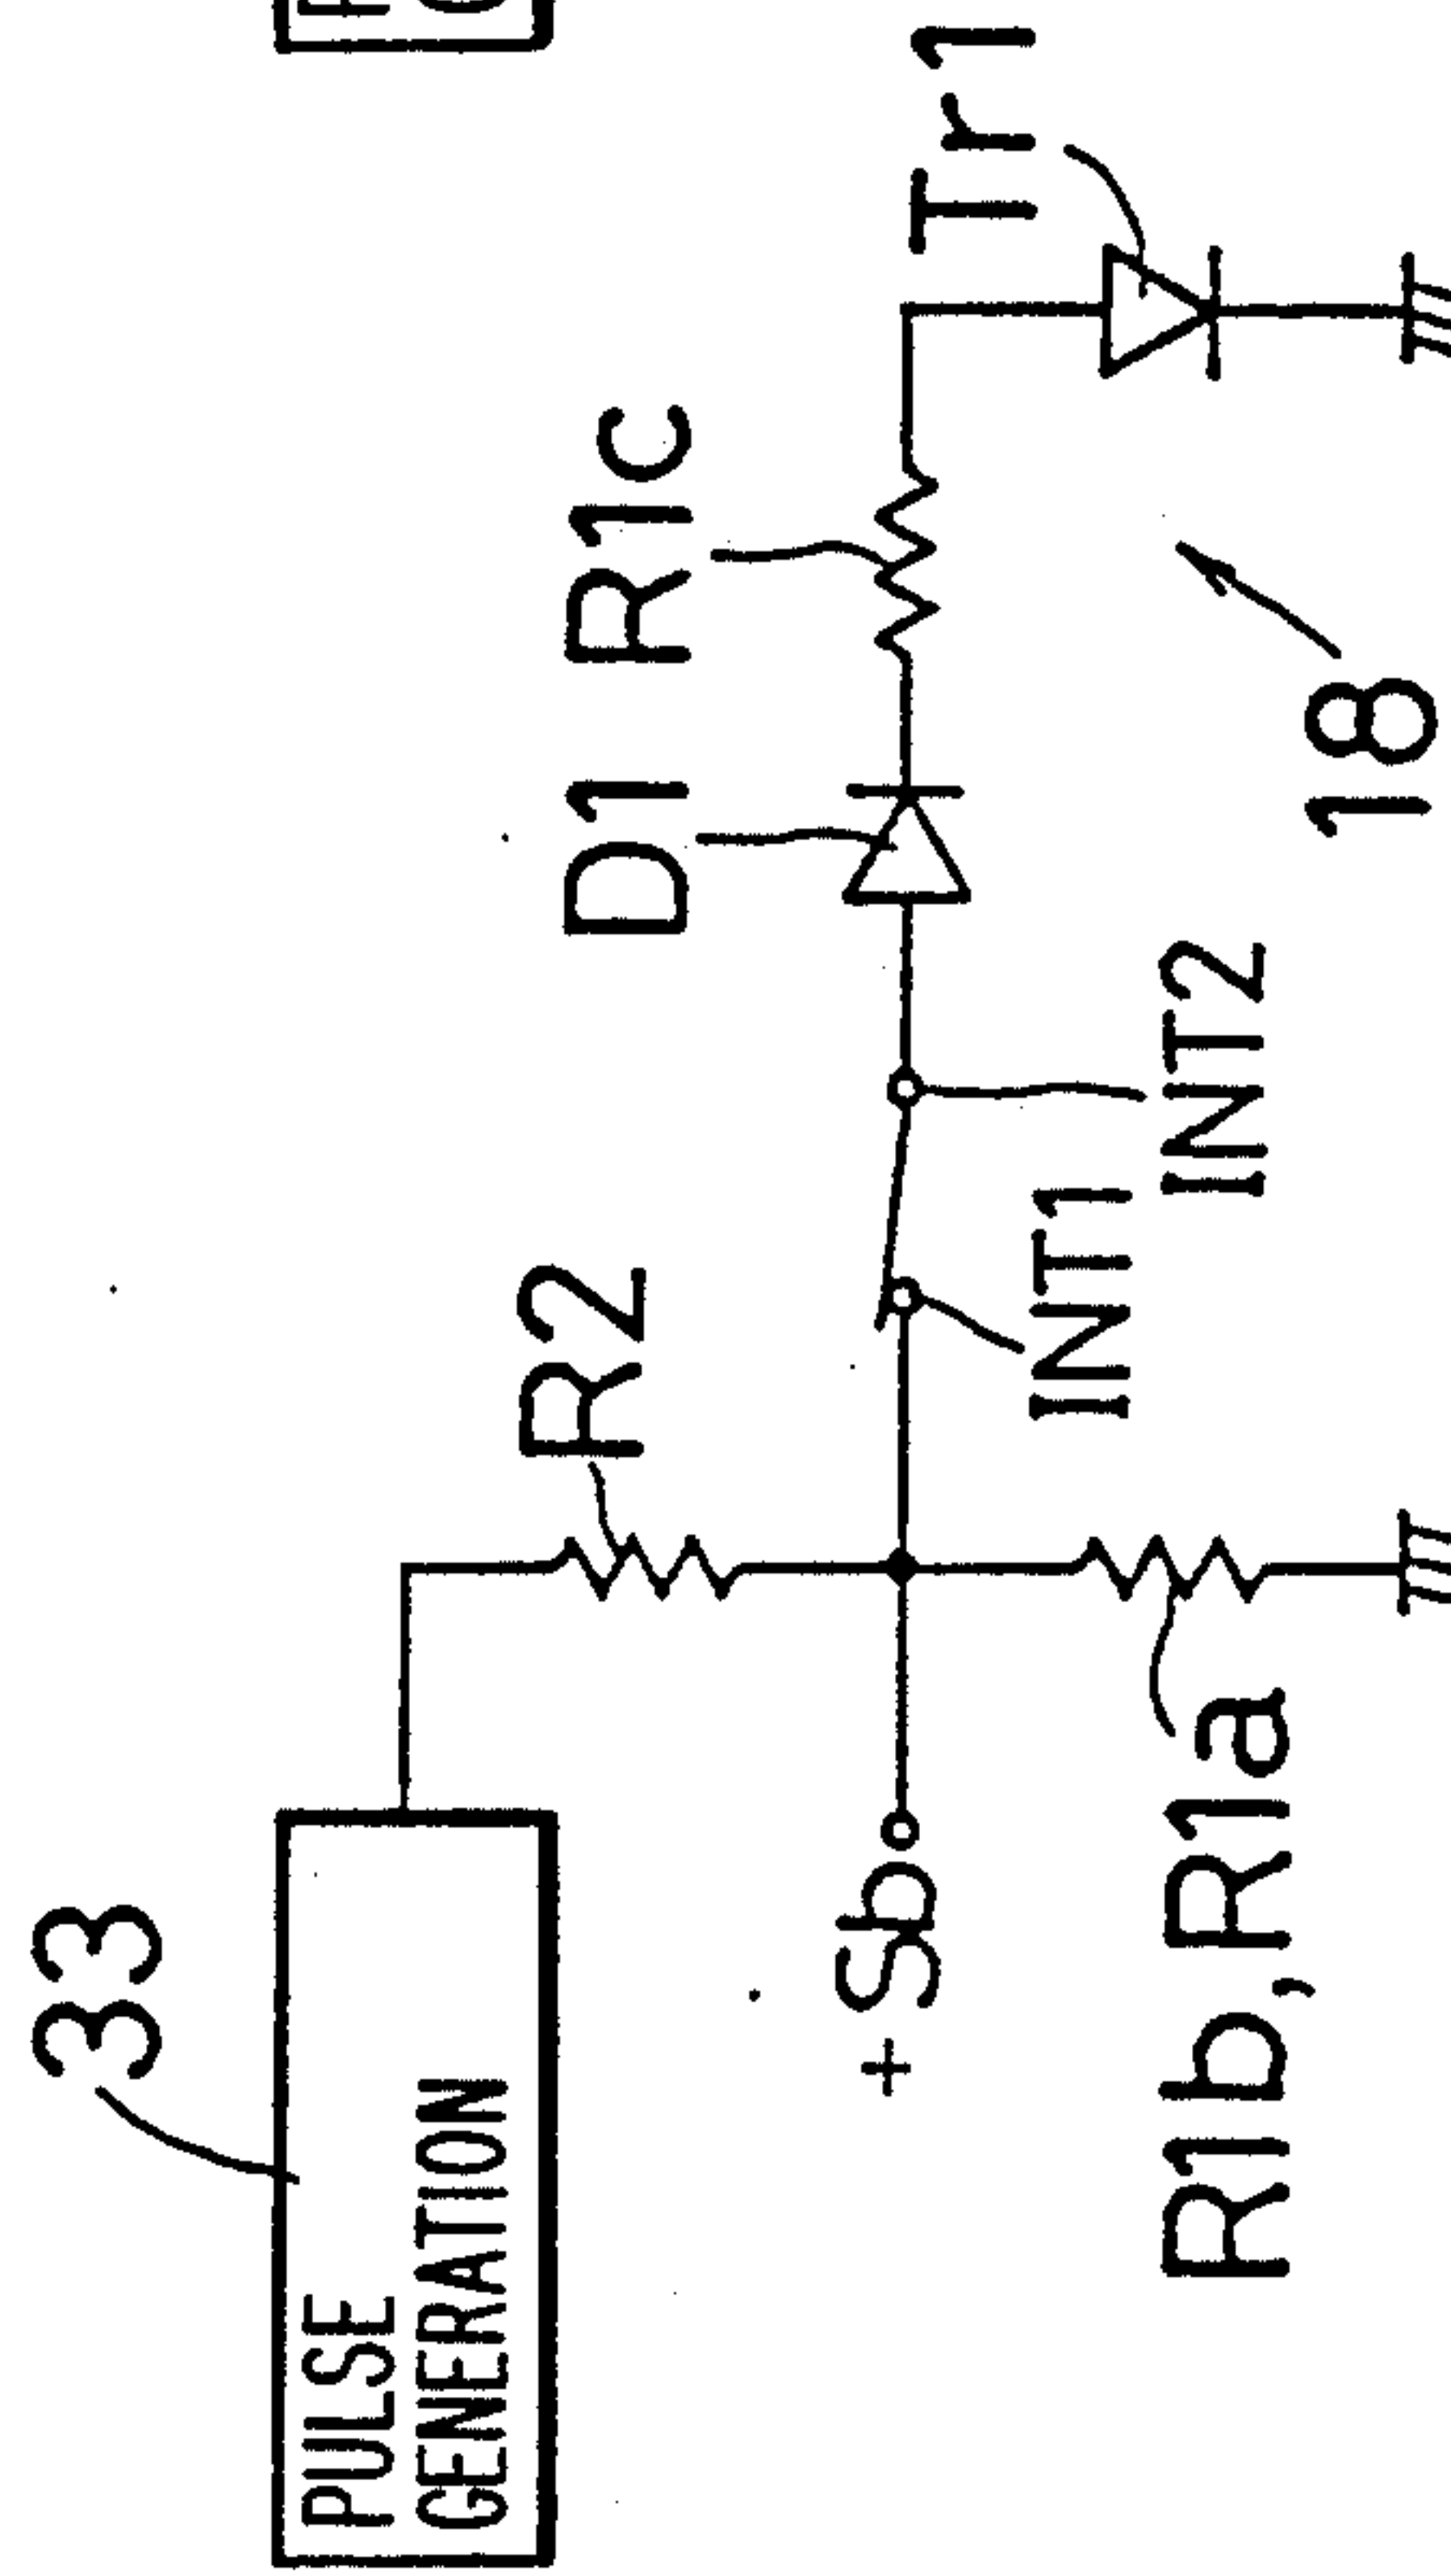 33
PULSE
GENERATION
R2
D1
R1c
Tr1
+Sb
INT1
INT2
R1b,R1a
18